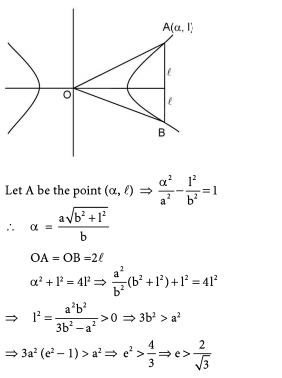 A(α, l)
ℓ
O
ℓ
B
Let A be the point (α, ℓ) ⇒ α²/a² − l²/b² = 1
∴ α = a√(b² + l²)/b
OA = OB = 2ℓ
α² + l² = 4l² ⇒ a²/b² (b² + l²) + l² = 4l²
⇒ l² = a²b²/(3b² − a²) > 0 ⇒ 3b² > a²
⇒ 3a² (e² − 1) > a² ⇒ e² > 4/3 ⇒ e > 2/√3